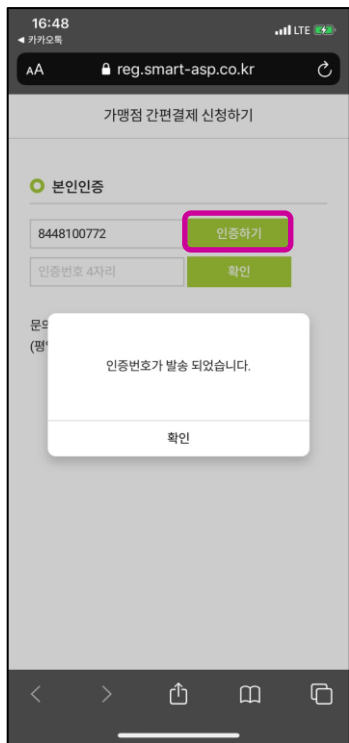 16:48
LTE
◀ 카카오톡
AA reg.smart-asp.co.kr
가맹점 간편결제 신청하기
본인인증
8448100772 인증하기
인증번호 4자리 확인
문의
인증번호가 발송 되었습니다.
확인